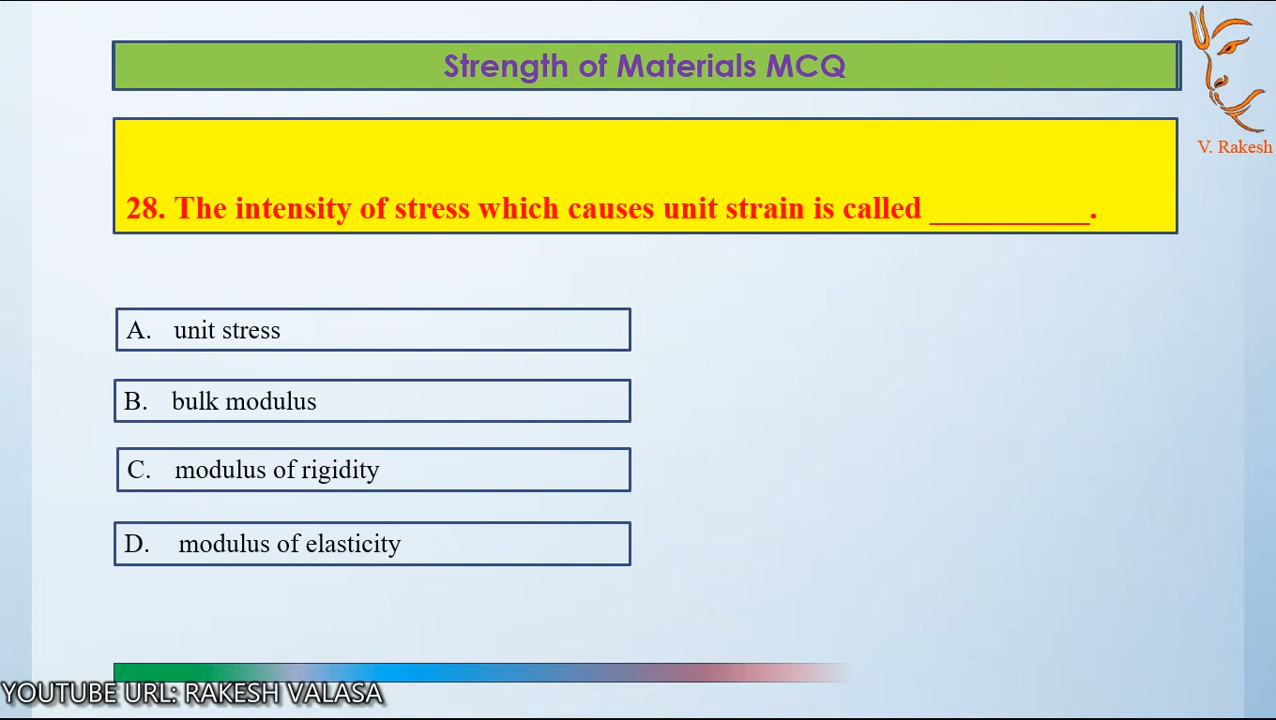 Strength of Materials MCQ
V. Rakesh
28. The intensity of stress which causes unit strain is called __________.
A. unit stress
B. bulk modulus
C. modulus of rigidity
D. modulus of elasticity
YOUTUBE URL: RAKESH VALASA